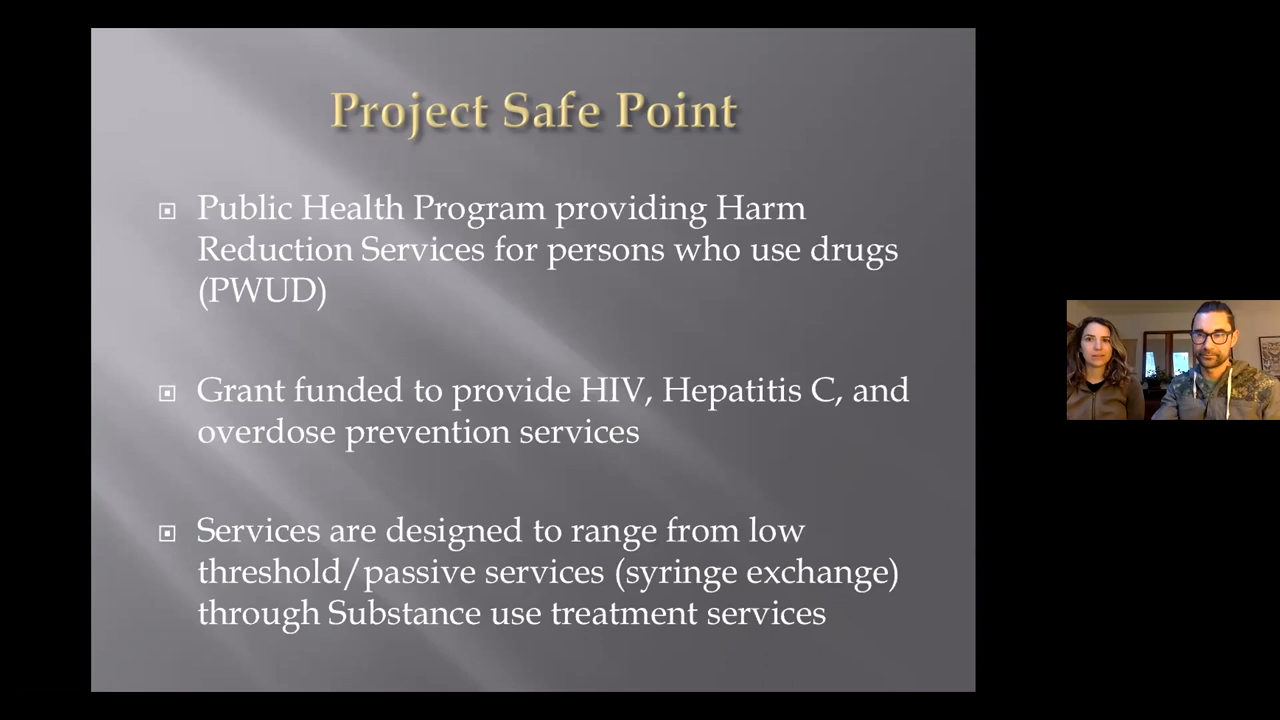 Project Safe Point
Public Health Program providing Harm
Reduction Services for persons who use drugs
(PWUD)
Grant funded to provide HIV, Hepatitis C, and
overdose prevention services
Services are designed to range from low
threshold/passive services (syringe exchange)
through Substance use treatment services